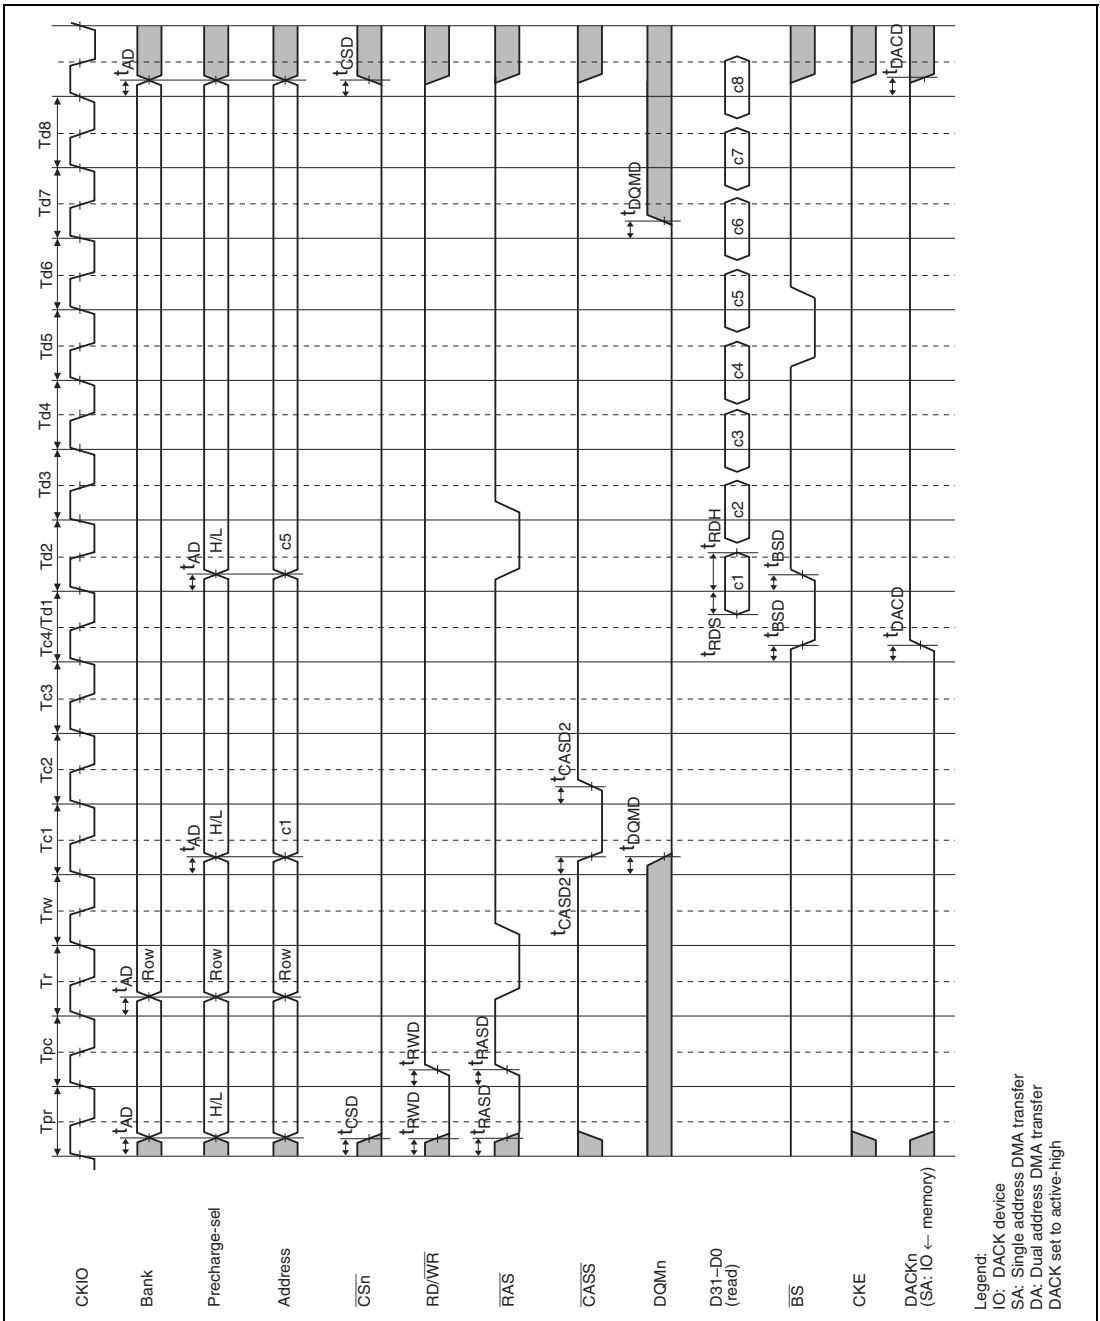 Tpr Tpc Tr Trw Tc1 Tc2 Tc3 Tc4/Td1 Td2 Td3 Td4 Td5 Td6 Td7 Td8
CKIO
tAD tAD tAD
Bank Row
tAD tAD
Precharge-sel H/L Row H/L H/L
Address Row c1 c5
tCSD tCSD
CSn
tRWD tRWD
RD/WR
tRASD tRASD
RAS
tCASD2 tCASD2
CASS
tDQMD tDQMD
DQMn
tRDS tRDH
D31–D0
(read)
c1 c2 c3 c4 c5 c6 c7 c8
tBSD tBSD
BS
CKE
tDACD tDACD
DACKn
(SA: IO ← memory)
Legend:
IO: DACK device
SA: Single address DMA transfer
DA: Dual address DMA transfer
DACK set to active-high